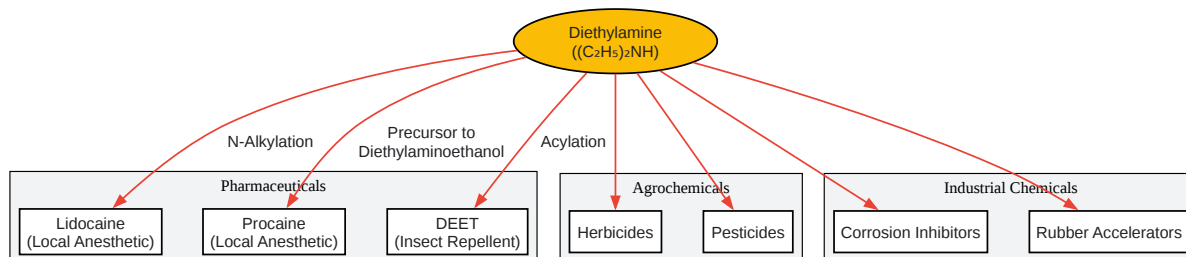 Diethylamine
((C₂H₅)₂NH)
N-Alkylation
Precursor to
Diethylaminoethanol
Acylation
Pharmaceuticals
Agrochemicals
Industrial Chemicals
Lidocaine
(Local Anesthetic)
Procaine
(Local Anesthetic)
DEET
(Insect Repellent)
Herbicides
Pesticides
Corrosion Inhibitors
Rubber Accelerators